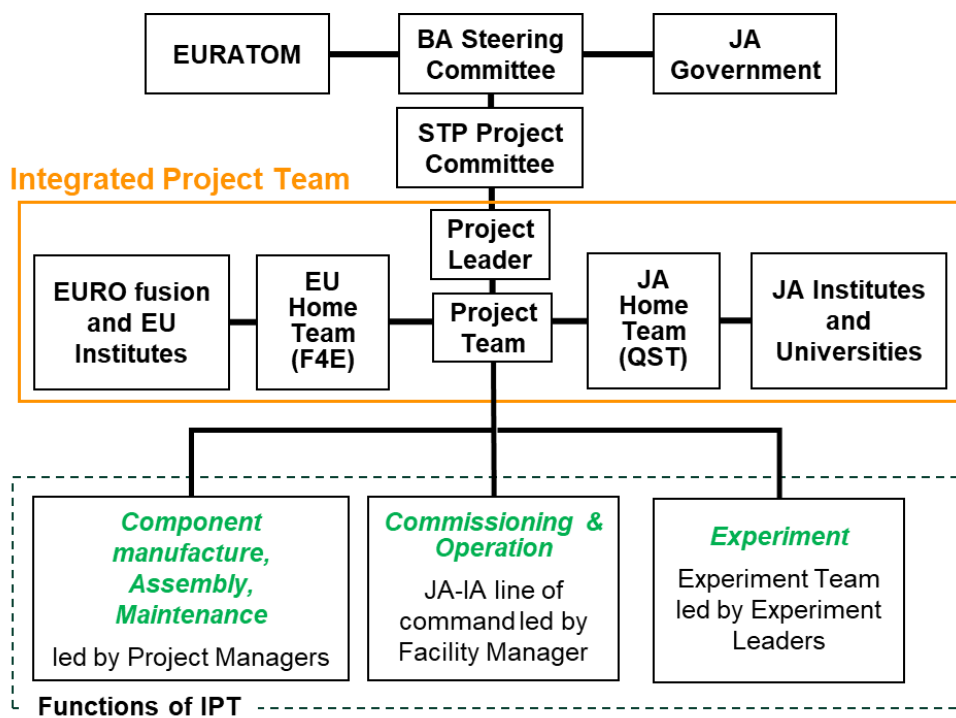 EURATOM
BA Steering
Committee
JA
Government
STP Project
Committee
Integrated Project Team
Project
Leader
EURO fusion
and EU
Institutes
EU
Home
Team
(F4E)
Project
Team
JA
Home
Team
(QST)
JA Institutes
and
Universities
Component
manufacture,
Assembly,
Maintenance
led by Project Managers
Commissioning &
Operation
JA-IA line of
command led by
Facility Manager
Experiment
Experiment Team
led by Experiment
Leaders
Functions of IPT